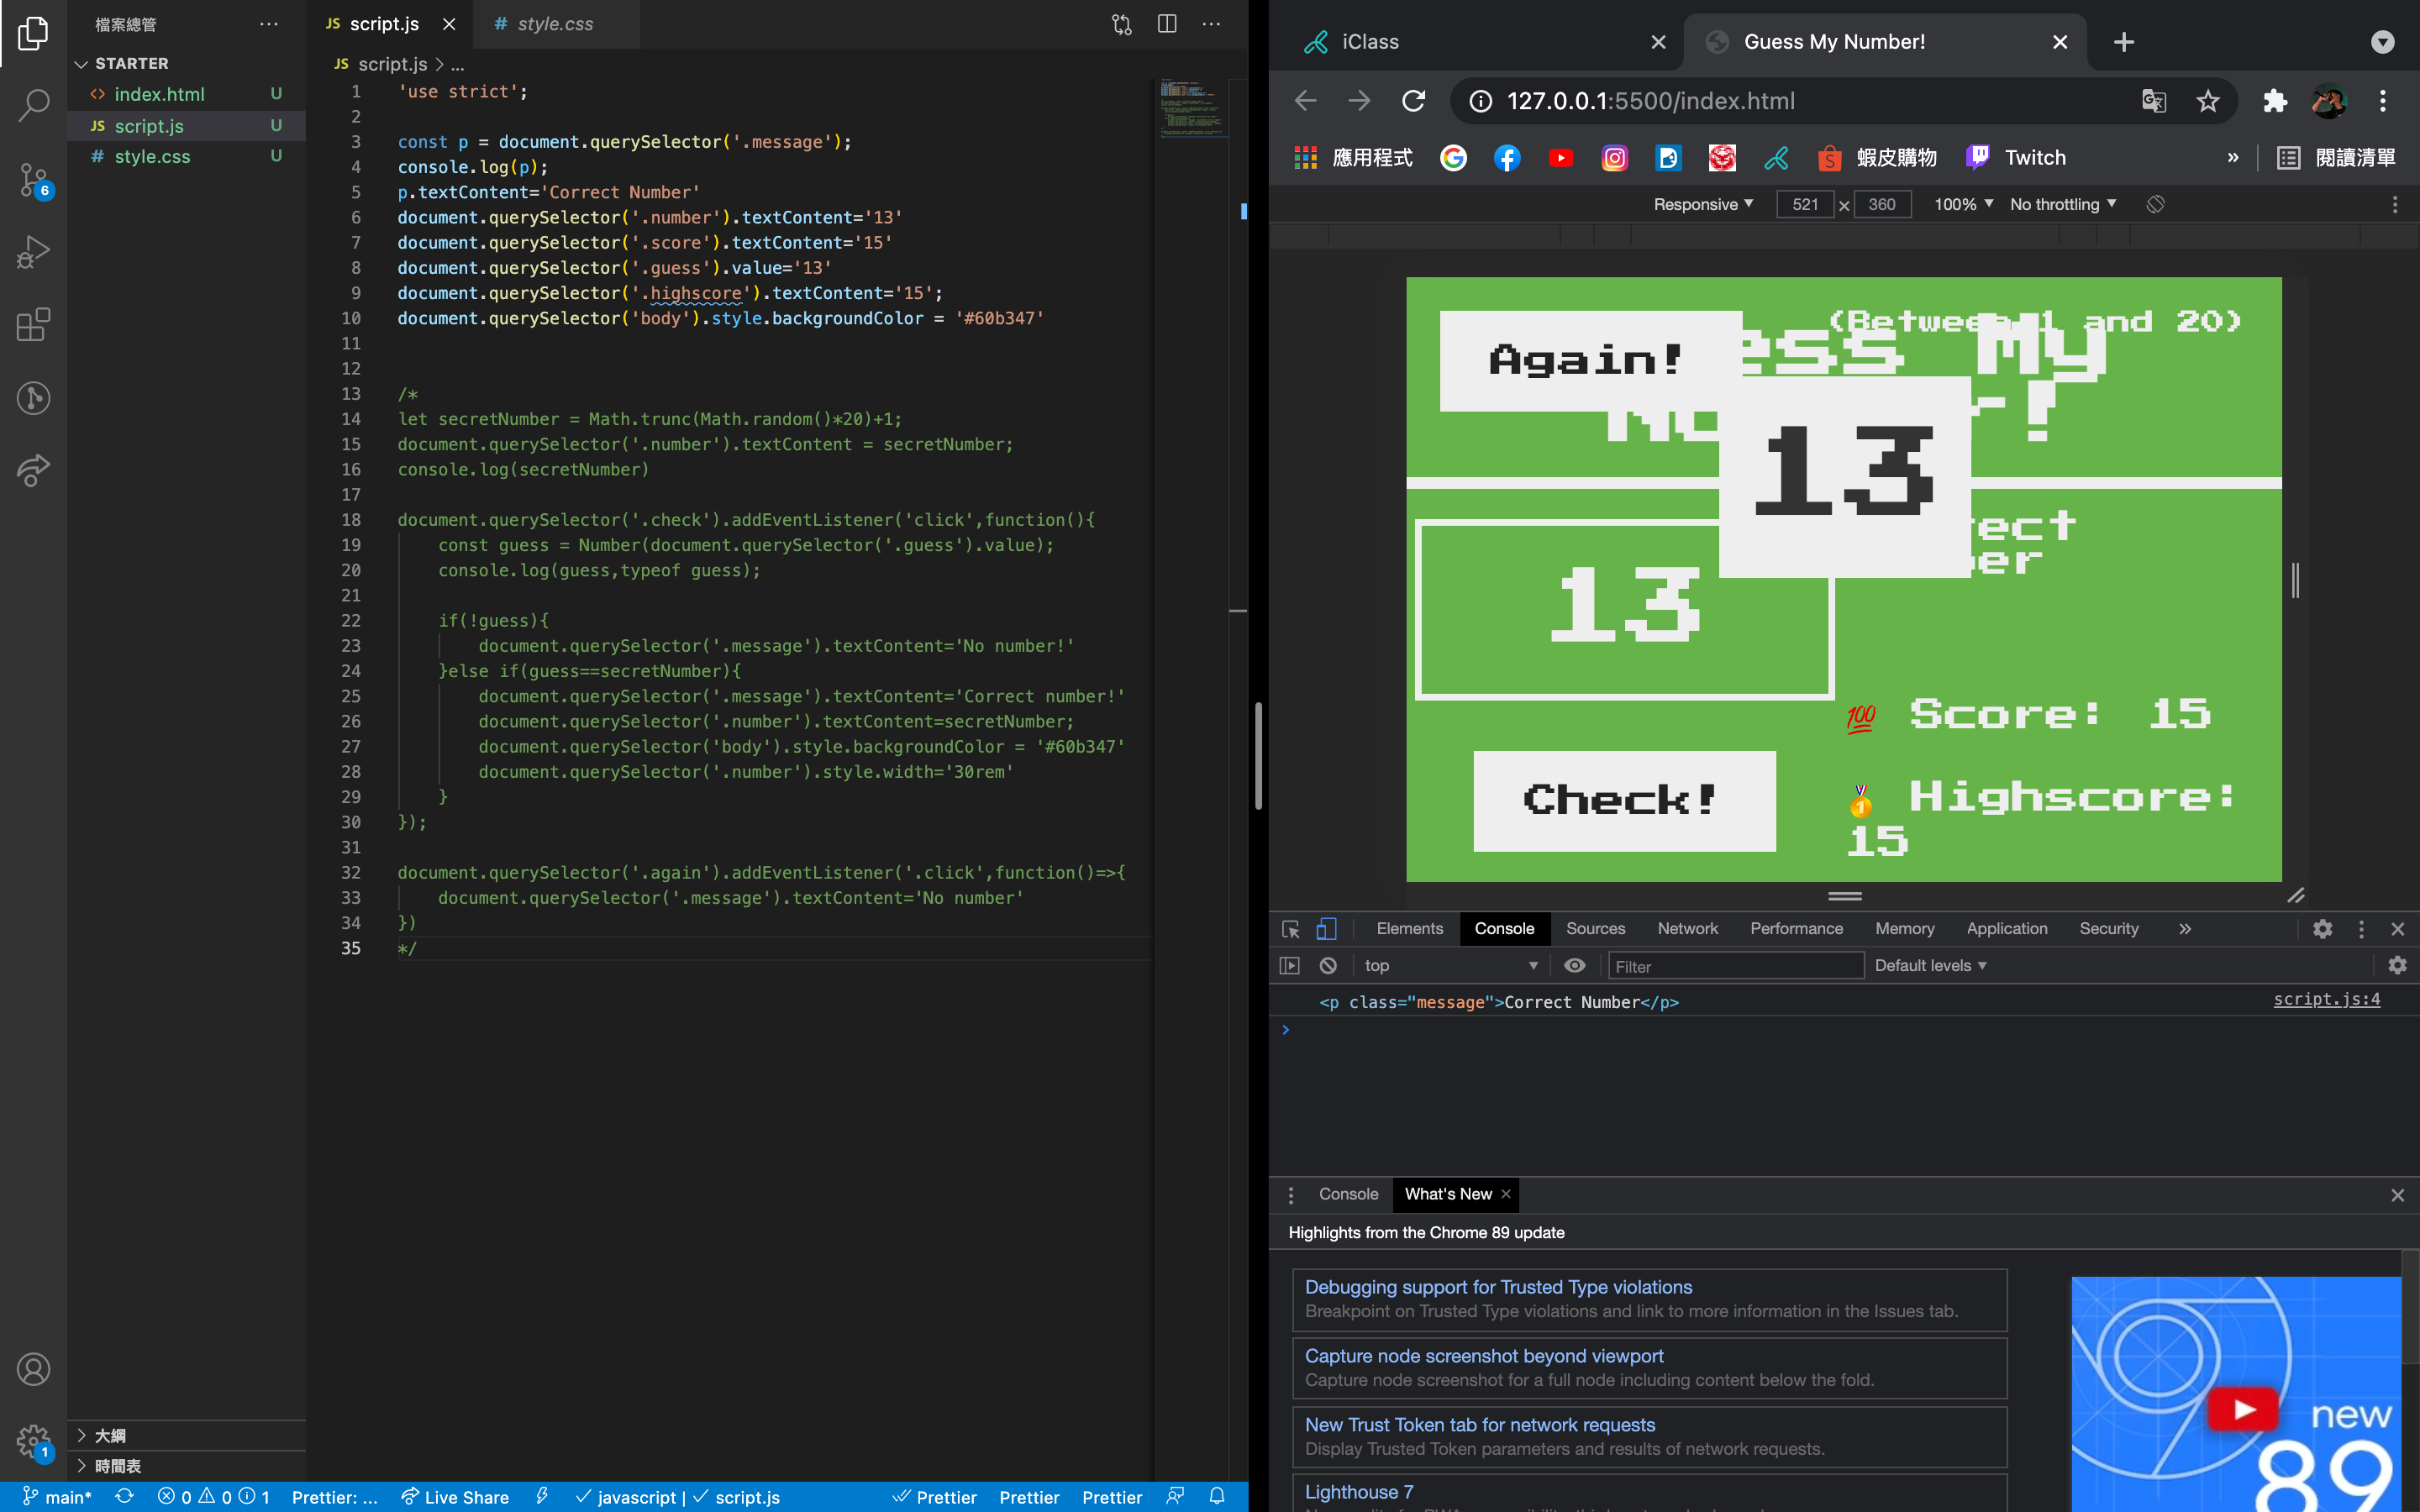 檔案總管
STARTER
index.html U
JS script.js U
# style.css U
6
1
大綱
時間表
JS script.js
# style.css
JS script.js > ...
1 'use strict';
2
3 const p = document.querySelector('.message');
4 console.log(p);
5 p.textContent='Correct Number'
6 document.querySelector('.number').textContent='13'
7 document.querySelector('.score').textContent='15'
8 document.querySelector('.guess').value='13'
9 document.querySelector('.highscore').textContent='15';
10 document.querySelector('body').style.backgroundColor = '#60b347'
11
12
13 /*
14 let secretNumber = Math.trunc(Math.random()*20)+1;
15 document.querySelector('.number').textContent = secretNumber;
16 console.log(secretNumber)
17
18 document.querySelector('.check').addEventListener('click',function(){
19 const guess = Number(document.querySelector('.guess').value);
20 console.log(guess,typeof guess);
21
22 if(!guess){
23 document.querySelector('.message').textContent='No number!'
24 }else if(guess==secretNumber){
25 document.querySelector('.message').textContent='Correct number!'
26 document.querySelector('.number').textContent=secretNumber;
27 document.querySelector('body').style.backgroundColor = '#60b347'
28 document.querySelector('.number').style.width='30rem'
29 }
30 });
31
32 document.querySelector('.again').addEventListener('.click',function()=>{
33 document.querySelector('.message').textContent='No number'
34 })
35 */
main* 0 0 1 Prettier: ... Live Share javascript | script.js Prettier Prettier Prettier
iClass
Guess My Number!
127.0.0.1:5500/index.html
應用程式 蝦皮購物 Twitch » 閱讀清單
Responsive 521 × 360 100% No throttling
(Between 1 and 20)
Again!
ess My
13
ect
er
13
💯 Score: 15
Check!
🥇 Highscore:
15
Elements Console Sources Network Performance Memory Application Security »
top Filter Default levels
<p class="message">Correct Number</p> script.js:4
Console What's New
Highlights from the Chrome 89 update
Debugging support for Trusted Type violations
Breakpoint on Trusted Type violations and link to more information in the Issues tab.
Capture node screenshot beyond viewport
Capture node screenshot for a full node including content below the fold.
New Trust Token tab for network requests
Display Trusted Token parameters and results of network requests.
Lighthouse 7
new
89